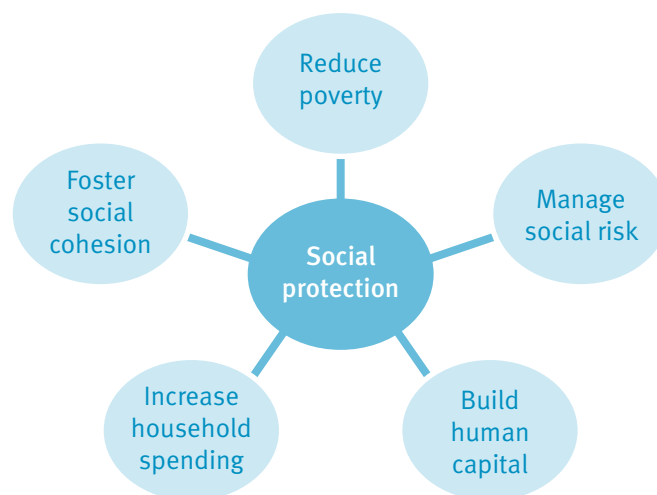 Reduce
poverty
Foster
social
cohesion
Manage
social risk
Social
protection
Increase
household
spending
Build
human
capital